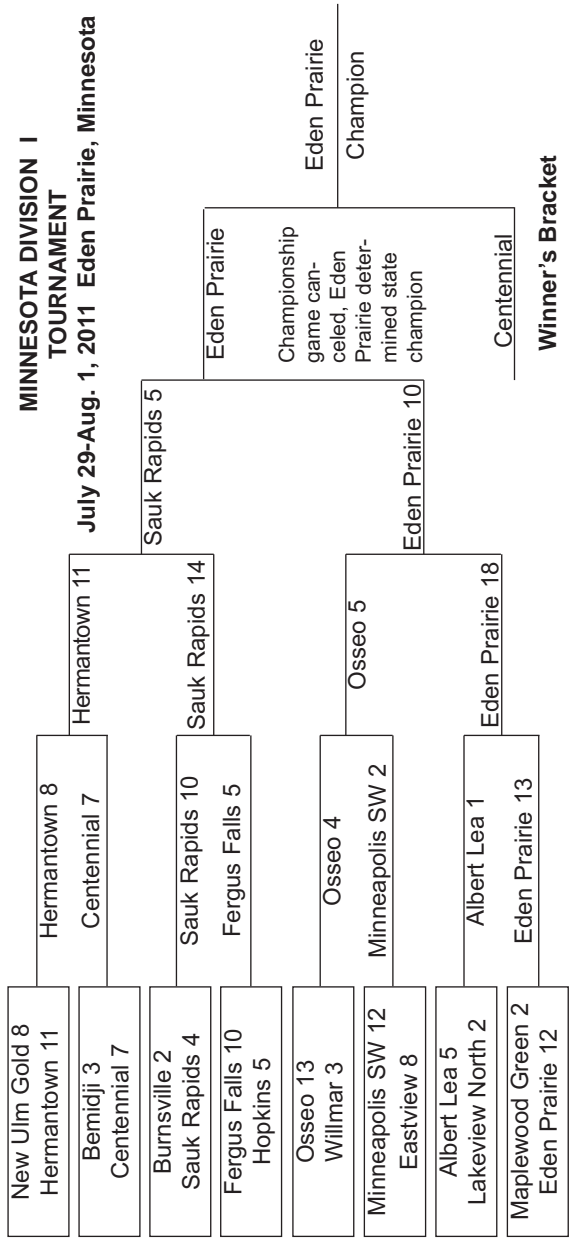 MINNESOTA DIVISION I
TOURNAMENT
July 29-Aug. 1, 2011 Eden Prairie, Minnesota
New Ulm Gold 8
Hermantown 11
Bemidji 3
Centennial 7
Burnsville 2
Sauk Rapids 4
Fergus Falls 10
Hopkins 5
Osseo 13
Willmar 3
Minneapolis SW 12
Eastview 8
Albert Lea 5
Lakeview North 2
Maplewood Green 2
Eden Prairie 12
Hermantown 8
Centennial 7
Sauk Rapids 10
Fergus Falls 5
Osseo 4
Minneapolis SW 2
Albert Lea 1
Eden Prairie 13
Hermantown 11
Sauk Rapids 14
Osseo 5
Eden Prairie 18
Sauk Rapids 5
Eden Prairie 10
Eden Prairie
Championship
game can-
celed, Eden
Prairie deter-
mined state
champion
Centennial
Eden Prairie
Champion
Winner's Bracket